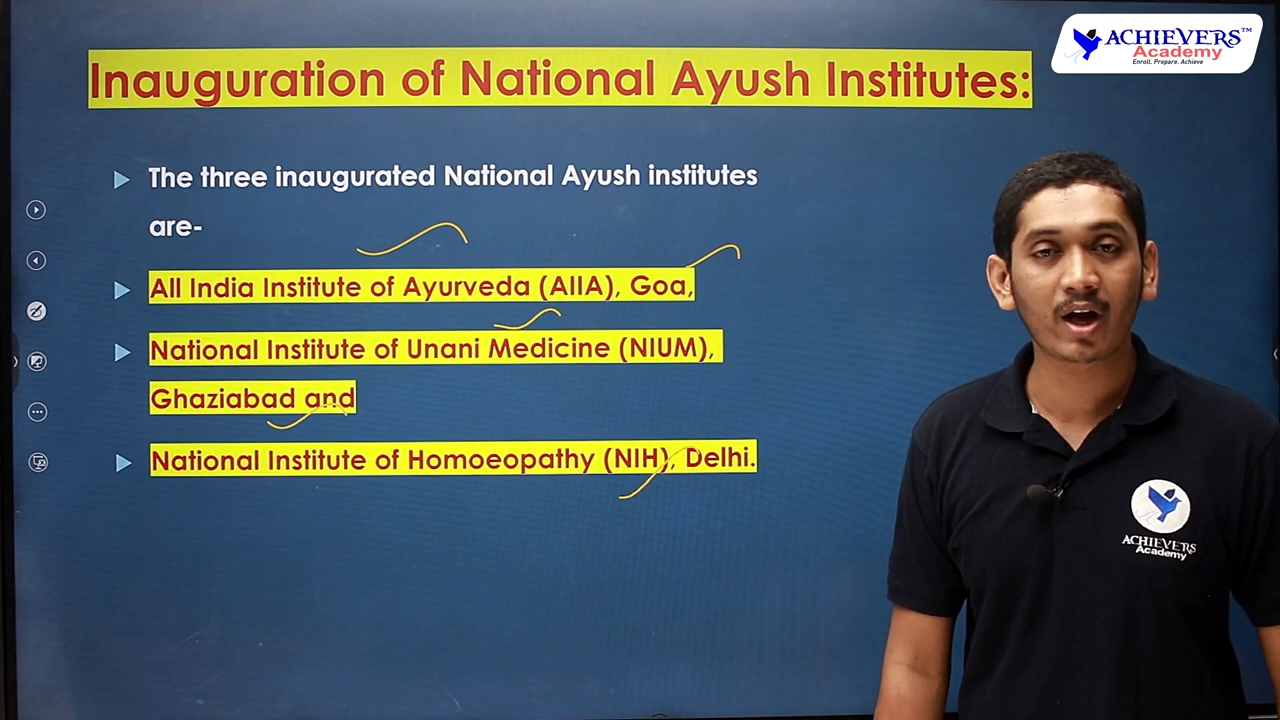 ACHIEVERS™
Academy
Enroll. Prepare. Achieve
Inauguration of National Ayush Institutes:
The three inaugurated National Ayush institutes
are-
All India Institute of Ayurveda (AIIA), Goa,
National Institute of Unani Medicine (NIUM),
Ghaziabad and
National Institute of Homoeopathy (NIH), Delhi.
ACHIEVERS
Academy